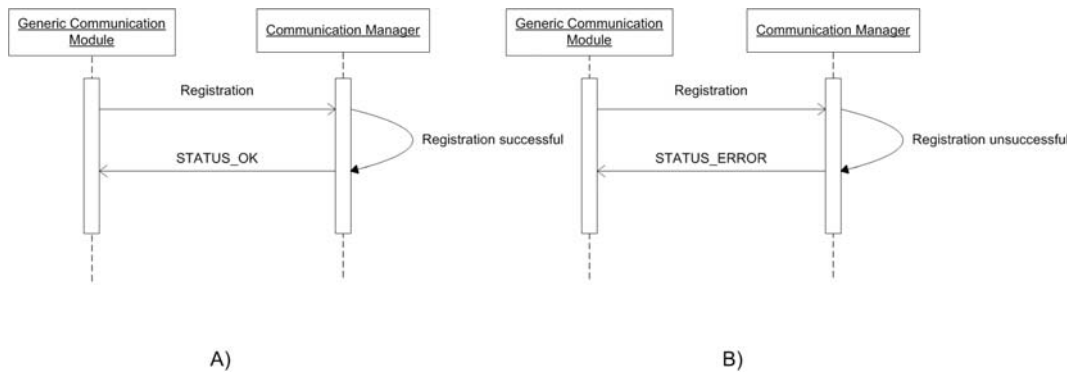 Generic Communication
Module
Communication Manager
Generic Communication
Module
Communication Manager
Registration
Registration
Registration successful
Registration unsuccessful
STATUS_OK
STATUS_ERROR
A)
B)